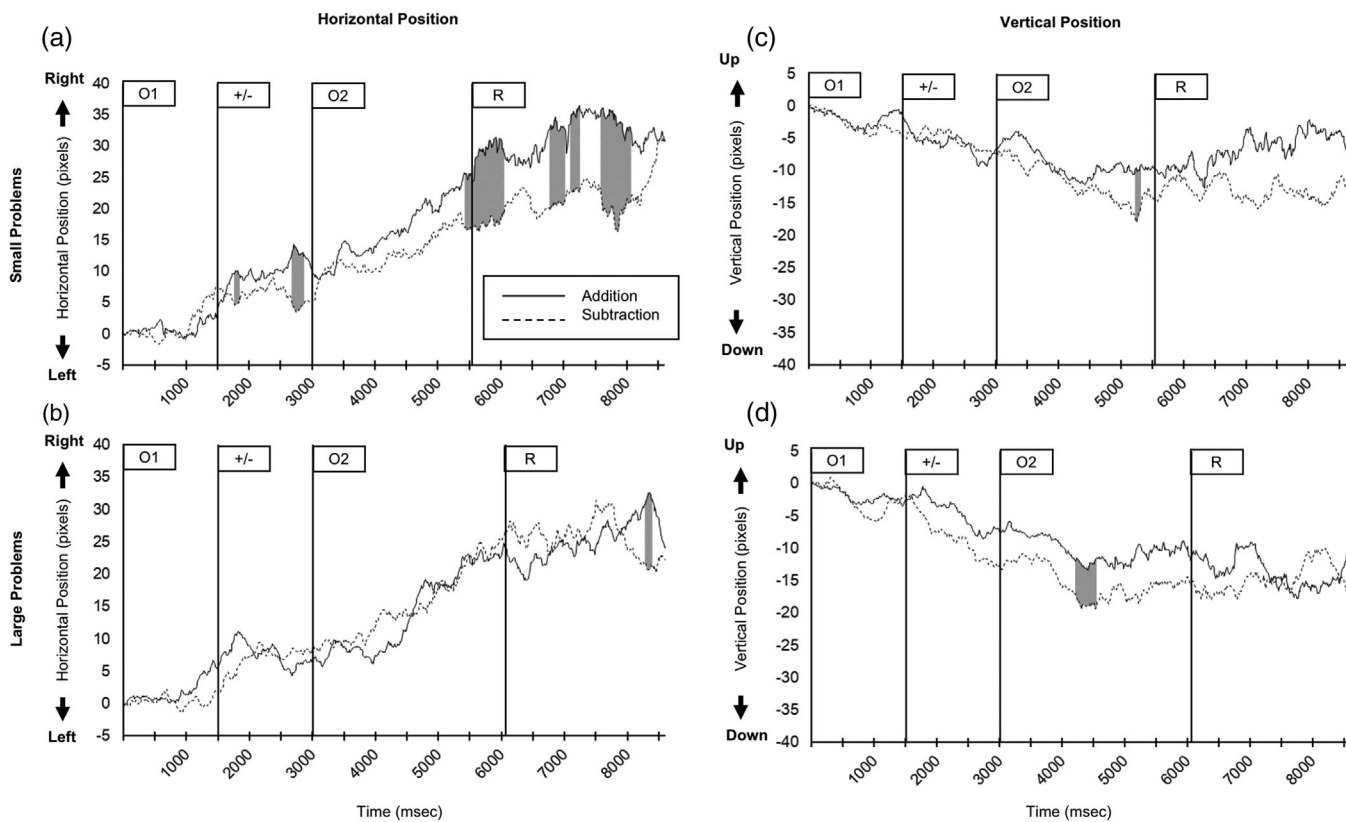 Horizontal Position
Vertical Position
(a)
Small Problems
Right
Horizontal Position (pixels)
Left
40
35
30
25
20
15
10
5
0
-5
O1
+/-
O2
R
Addition
Subtraction
1000
2000
3000
4000
5000
6000
7000
8000
(c)
Up
Vertical Position (pixels)
Down
5
0
-5
-10
-15
-20
-25
-30
-35
-40
O1
+/-
O2
R
1000
2000
3000
4000
5000
6000
7000
8000
(b)
Large Problems
Right
Horizontal Position (pixels)
Left
40
35
30
25
20
15
10
5
0
-5
O1
+/-
O2
R
1000
2000
3000
4000
5000
6000
7000
8000
Time (msec)
(d)
Up
Vertical Position (pixels)
Down
5
0
-5
-10
-15
-20
-25
-30
-35
-40
O1
+/-
O2
R
1000
2000
3000
4000
5000
6000
7000
8000
Time (msec)